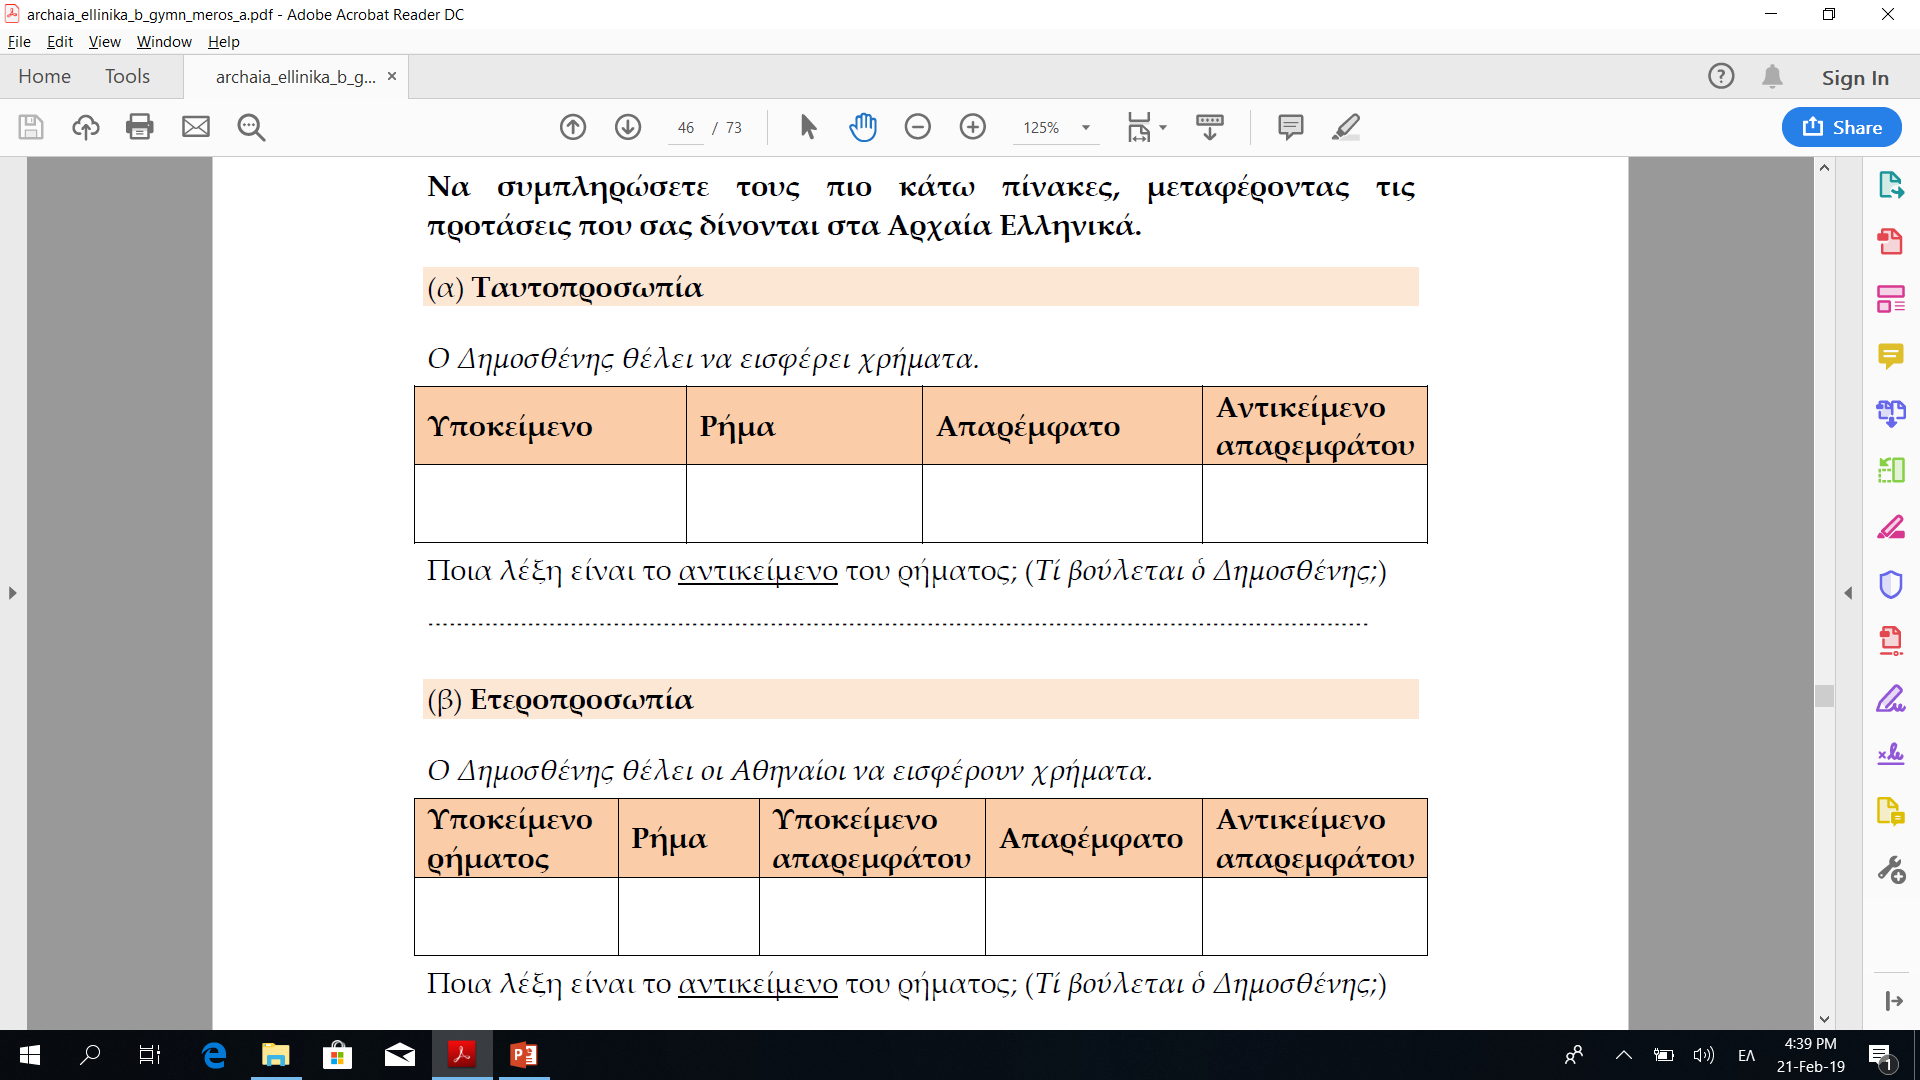 archaia_ellinika_b_gymn_meros_a.pdf - Adobe Acrobat Reader DC
File Edit View Window Help
Home Tools archaia_ellinika_b_g... × Sign In
46 / 73 125% Share
Να συμπληρώσετε τους πιο κάτω πίνακες, μεταφέροντας τις
προτάσεις που σας δίνονται στα Αρχαία Ελληνικά.
(α) Ταυτοπροσωπία
Ο Δημοσθένης θέλει να εισφέρει χρήματα.
Υποκείμενο Ρήμα Απαρέμφατο Αντικείμενο απαρεμφάτου
Ποια λέξη είναι το αντικείμενο του ρήματος; (Τί βούλεται ὁ Δημοσθένης;)
(β) Ετεροπροσωπία
Ο Δημοσθένης θέλει οι Αθηναίοι να εισφέρουν χρήματα.
Υποκείμενο ρήματος Ρήμα Υποκείμενο απαρεμφάτου Απαρέμφατο Αντικείμενο απαρεμφάτου
Ποια λέξη είναι το αντικείμενο του ρήματος; (Τί βούλεται ὁ Δημοσθένης;)
ΕΛ 4:39 PM
21-Feb-19 1